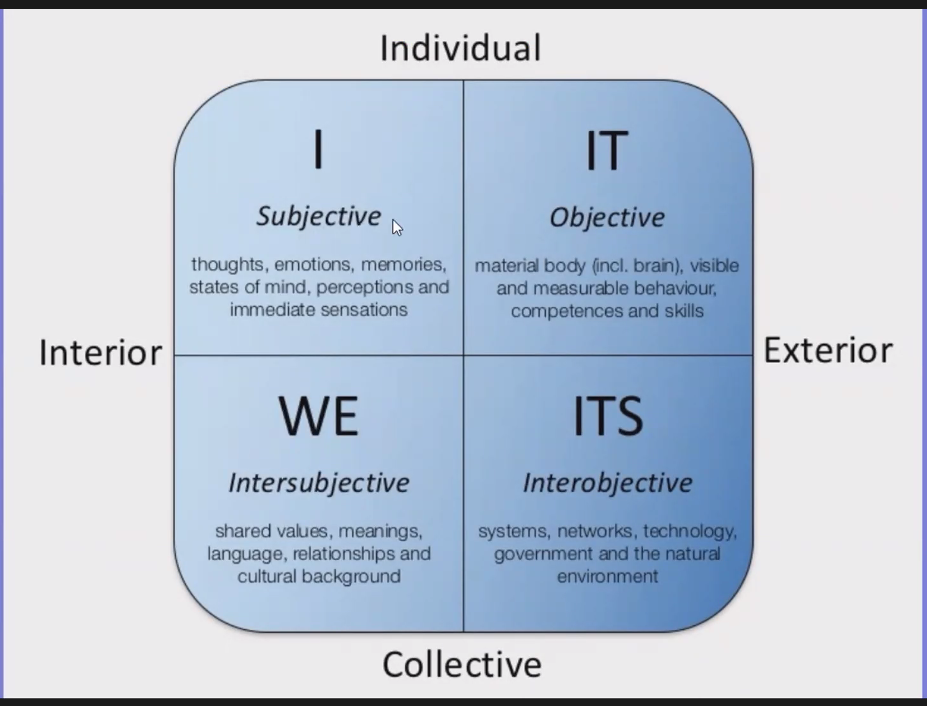 Individual
I
Subjective
thoughts, emotions, memories,
states of mind, perceptions and
immediate sensations
IT
Objective
material body (incl. brain), visible
and measurable behaviour,
competences and skills
Interior
Exterior
WE
Intersubjective
shared values, meanings,
language, relationships and
cultural background
ITS
Interobjective
systems, networks, technology,
government and the natural
environment
Collective